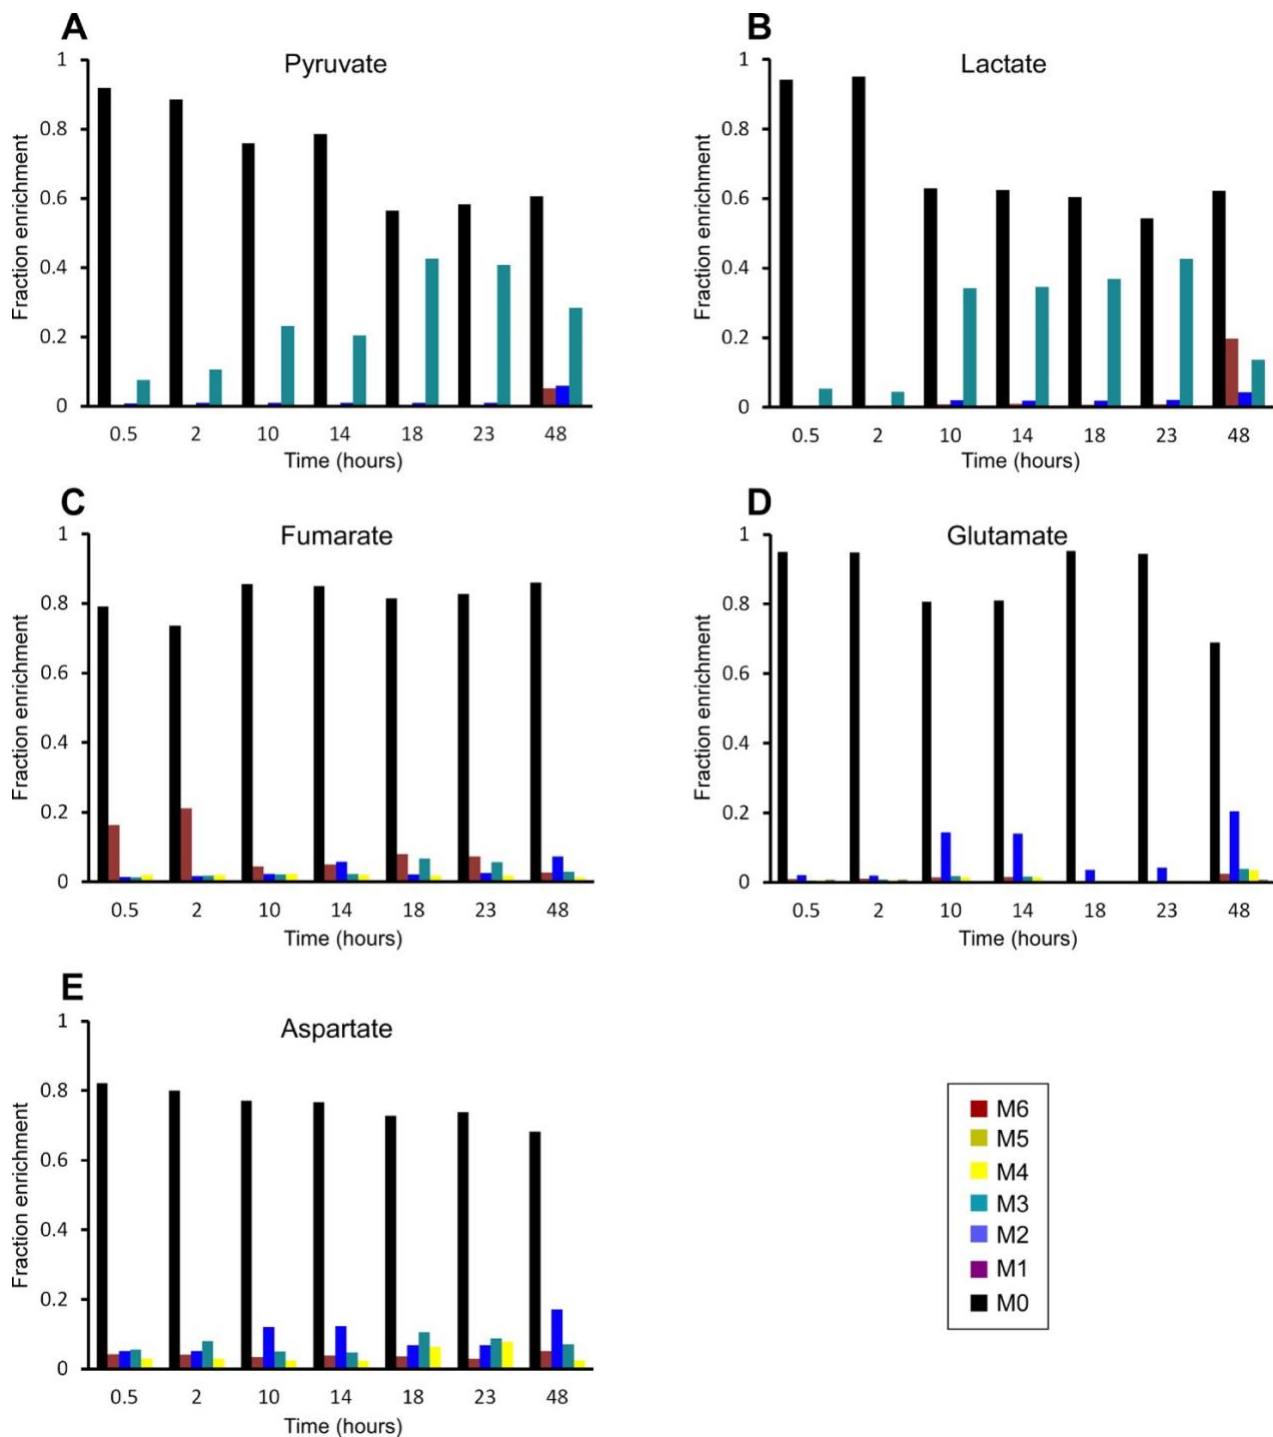 A
Pyruvate
Fraction enrichment
1
0.8
0.6
0.4
0.2
0
0.5 2 10 14 18 23 48
Time (hours)
B
Lactate
Fraction enrichment
1
0.8
0.6
0.4
0.2
0
0.5 2 10 14 18 23 48
Time (hours)
C
Fumarate
Fraction enrichment
1
0.8
0.6
0.4
0.2
0
0.5 2 10 14 18 23 48
Time (hours)
D
Glutamate
Fraction enrichment
1
0.8
0.6
0.4
0.2
0
0.5 2 10 14 18 23 48
Time (hours)
E
Aspartate
Fraction enrichment
1
0.8
0.6
0.4
0.2
0
0.5 2 10 14 18 23 48
Time (hours)
M6
M5
M4
M3
M2
M1
M0